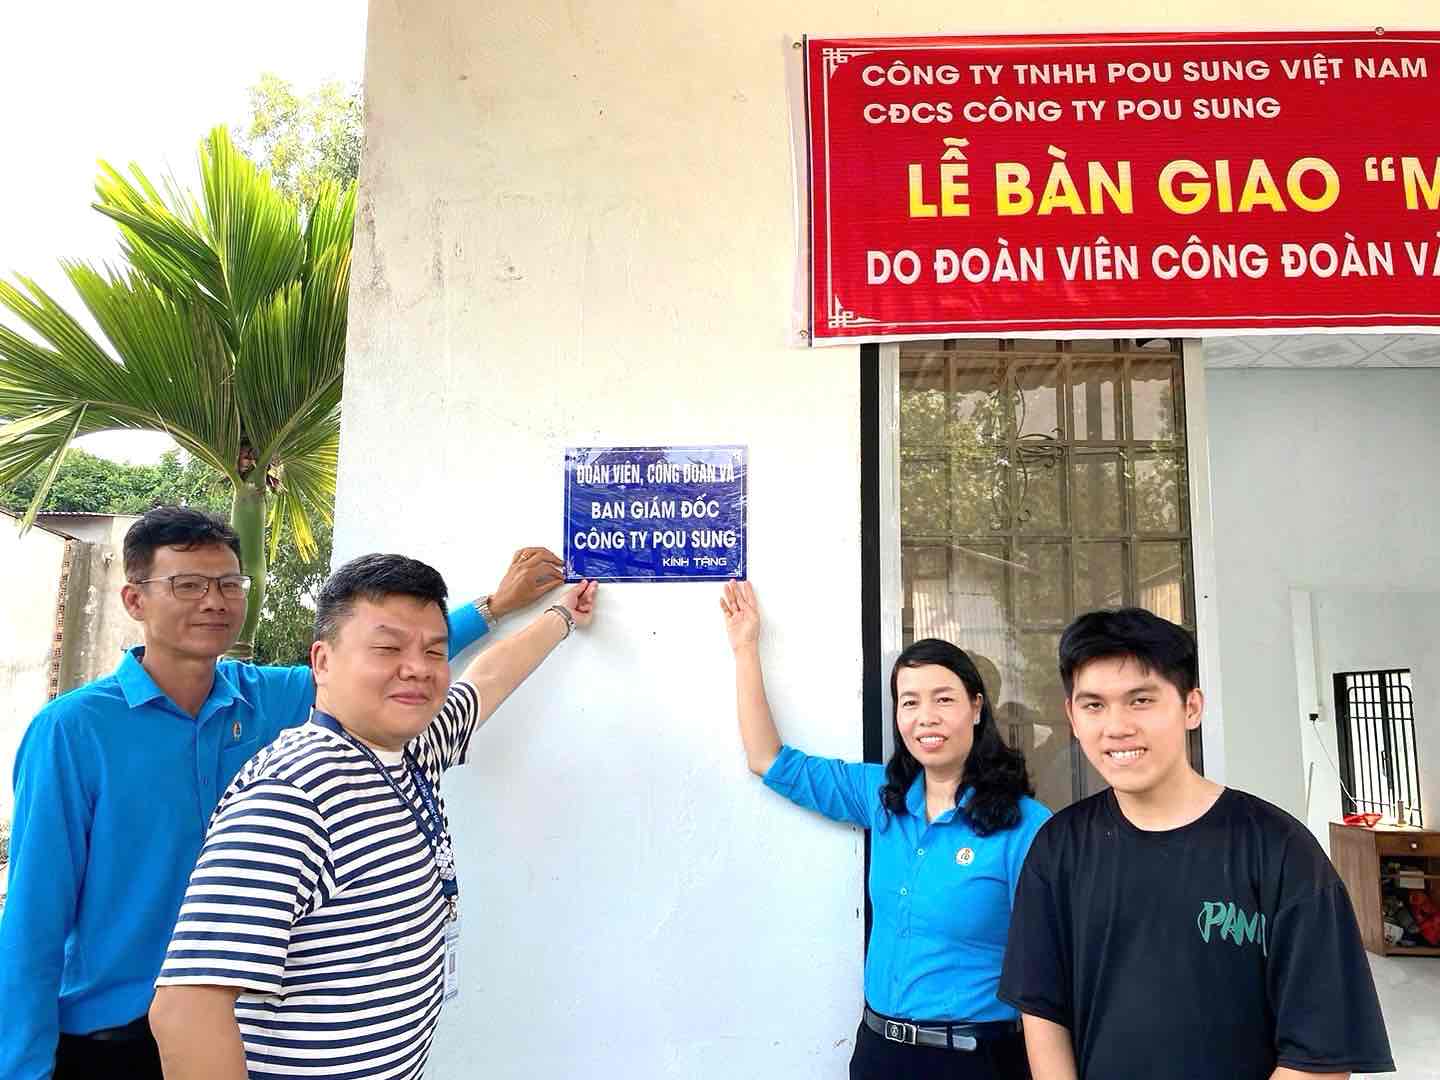 CÔNG TY TNHH POU SUNG VIỆT NAM
CĐCS CÔNG TY POU SUNG
LỄ BÀN GIAO “M
DO ĐOÀN VIÊN CÔNG ĐOÀN VÀ
ĐOÀN VIÊN, CÔNG ĐOÀN VÀ
BAN GIÁM ĐỐC
CÔNG TY POU SUNG
KÍNH TẶNG